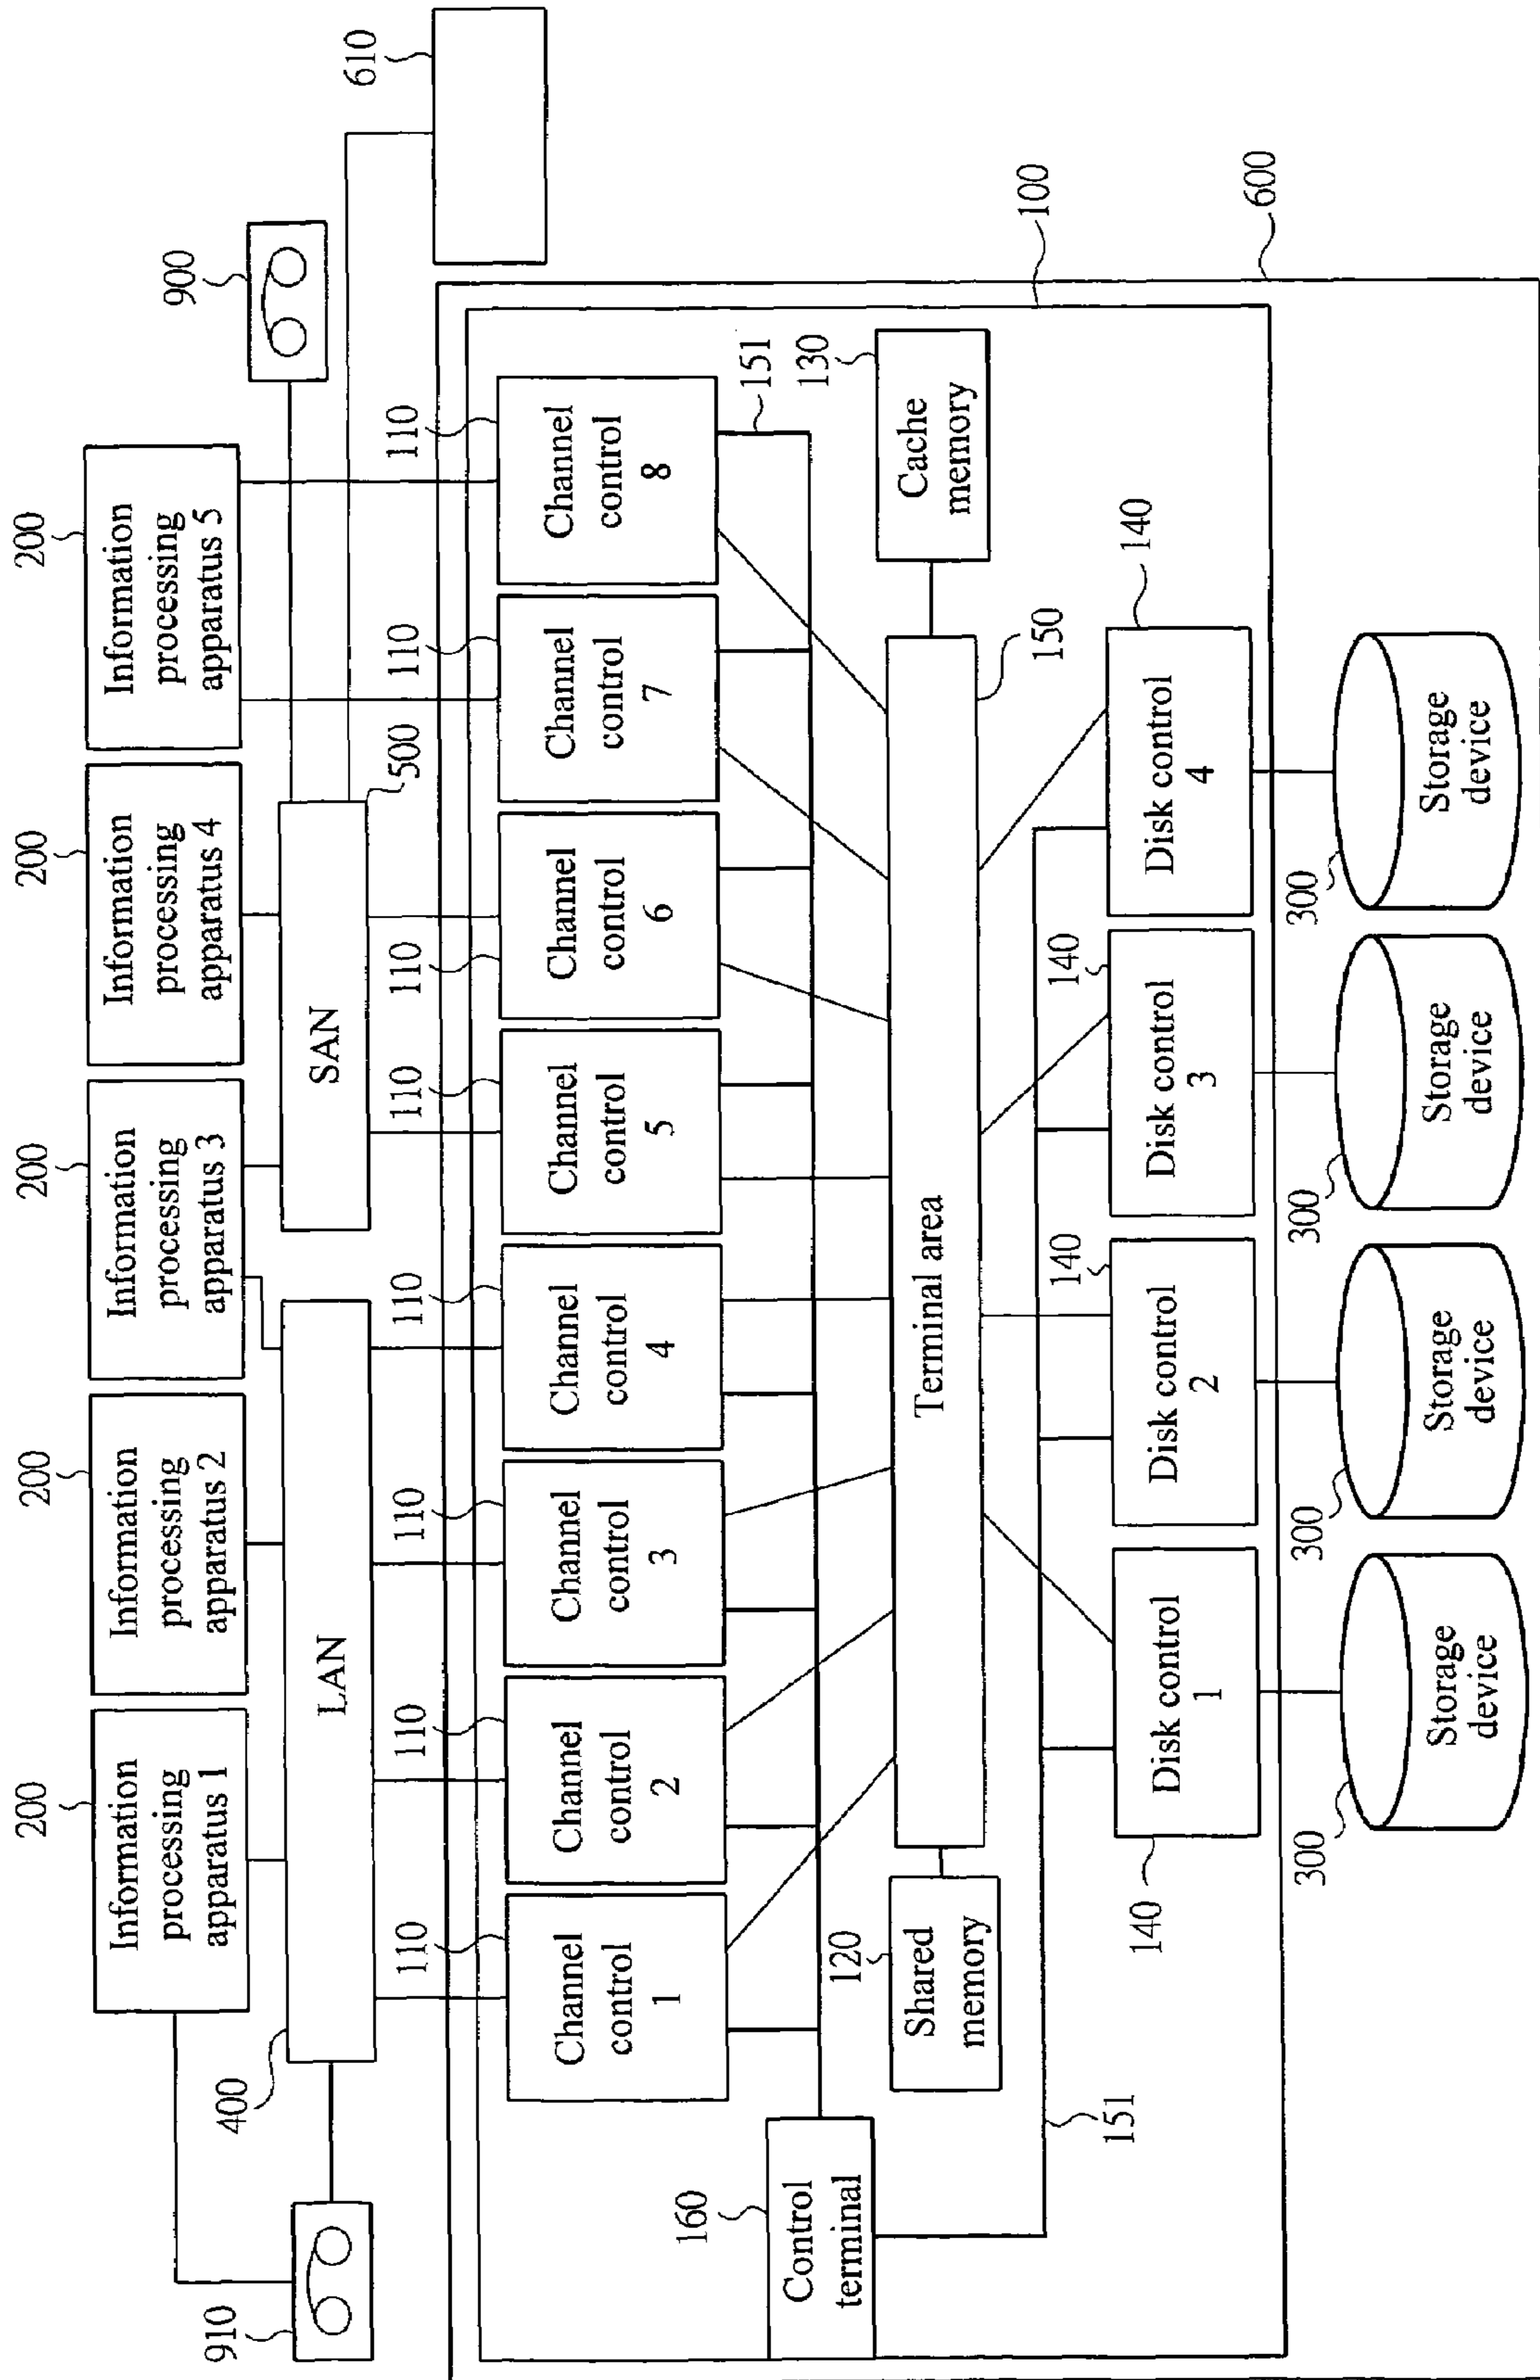 200
200
200
200
200
Information
processing
apparatus 1
Information
processing
apparatus 2
Information
processing
apparatus 3
Information
processing
apparatus 4
Information
processing
apparatus 5
900
610
910
400
LAN
SAN
500
110
110
110
110
110
110
110
110
Channel
control
1
Channel
control
2
Channel
control
3
Channel
control
4
Channel
control
5
Channel
control
6
Channel
control
7
Channel
control
8
151
100
600
160
Control
terminal
120
Shared
memory
Terminal area
150
130
Cache
memory
151
140
140
140
140
Disk control
1
Disk control
2
Disk control
3
Disk control
4
300
300
300
300
Storage
device
Storage
device
Storage
device
Storage
device